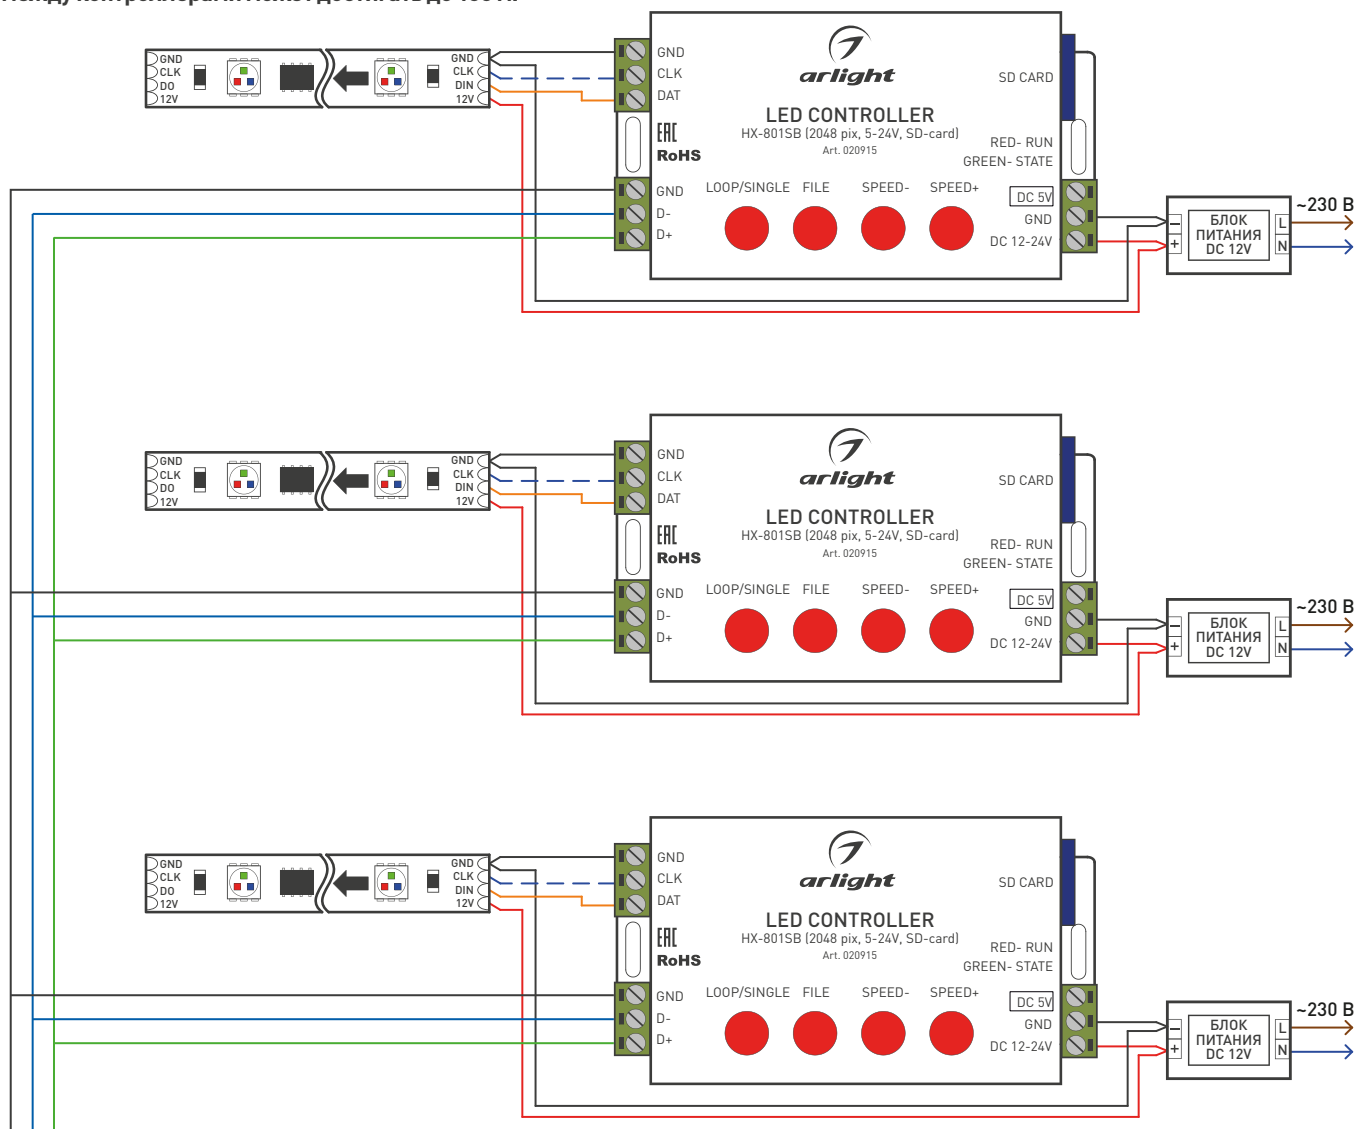 GND
CLK
DO
12V
GND
CLK
DIN
12V
GND
CLK
DAT
arlight
SD CARD
LED CONTROLLER
HX-801SB (2048 pix, 5-24V, SD-card)
Art. 020915
EAC
RoHS
RED- RUN
GREEN- STATE
GND
D-
D+
LOOP/SINGLE FILE SPEED- SPEED+
DC 5V
GND
DC 12-24V
–
+
БЛОК
ПИТАНИЯ
DC 12V
L
N
~230 В
GND
CLK
DO
12V
GND
CLK
DIN
12V
GND
CLK
DAT
arlight
SD CARD
LED CONTROLLER
HX-801SB (2048 pix, 5-24V, SD-card)
Art. 020915
EAC
RoHS
RED- RUN
GREEN- STATE
GND
D-
D+
LOOP/SINGLE FILE SPEED- SPEED+
DC 5V
GND
DC 12-24V
–
+
БЛОК
ПИТАНИЯ
DC 12V
L
N
~230 В
GND
CLK
DO
12V
GND
CLK
DIN
12V
GND
CLK
DAT
arlight
SD CARD
LED CONTROLLER
HX-801SB (2048 pix, 5-24V, SD-card)
Art. 020915
EAC
RoHS
RED- RUN
GREEN- STATE
GND
D-
D+
LOOP/SINGLE FILE SPEED- SPEED+
DC 5V
GND
DC 12-24V
–
+
БЛОК
ПИТАНИЯ
DC 12V
L
N
~230 В